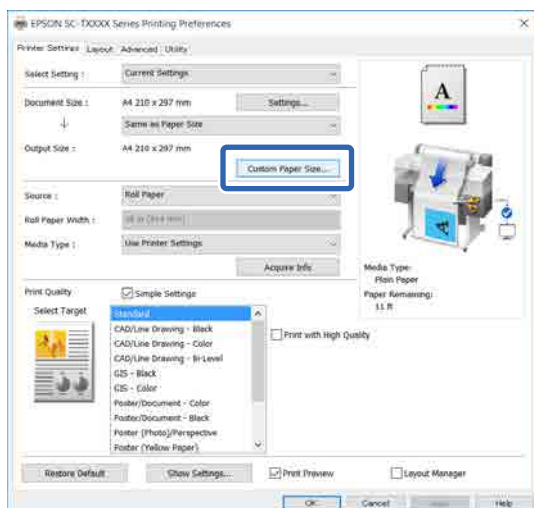 EPSON SC-TXXXX Series Printing Preferences
Printer Settings Layout Advanced Utility
Select Setting : Current Settings
Document Size : A4 210 x 297 mm Settings...
Same as Paper Size
Output Size : A4 210 x 297 mm
Custom Paper Size...
Source : Roll Paper
Roll Paper Width :
Media Type : Use Printer Settings
Acquire Info
Media Type:
Plain Paper
Paper Remaining:
11 ft
Print Quality Simple Settings
Select Target
Standard
CAD/Line Drawing - Black
CAD/Line Drawing - Color
CAD/Line Drawing - Bi-Level
GIS - Black
GIS - Color
Poster/Document - Color
Poster/Document - Black
Poster (Photo)/Perspective
Poster (Yellow Paper)
Print with High Quality
Restore Default Show Settings... Print Preview Layout Manager
OK Cancel Help
A
A